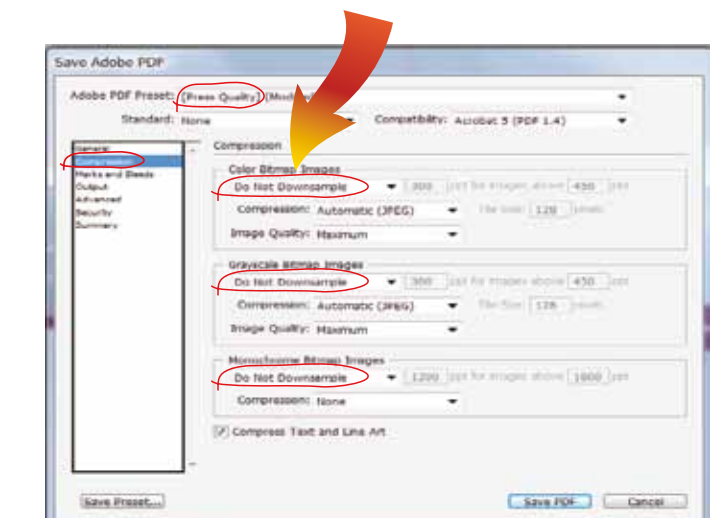 Save Adobe PDF
Adobe PDF Preset: [Press Quality]
Standard: None Compatibility: Acrobat 5 (PDF 1.4)
General
Compression
Marks and Bleeds
Output
Advanced
Security
Summary
Compression
Color Bitmap Images
Do Not Downsample 300 ppi for images above 450 ppi
Compression: Automatic (JPEG) Tile Size: 128 pixels
Image Quality: Maximum
Grayscale Bitmap Images
Do Not Downsample 300 ppi for images above 450 ppi
Compression: Automatic (JPEG) Tile Size: 128 pixels
Image Quality: Maximum
Monochrome Bitmap Images
Do Not Downsample 1200 ppi for images above 1800 ppi
Compression: None
Compress Text and Line Art
Save Preset... Save PDF Cancel